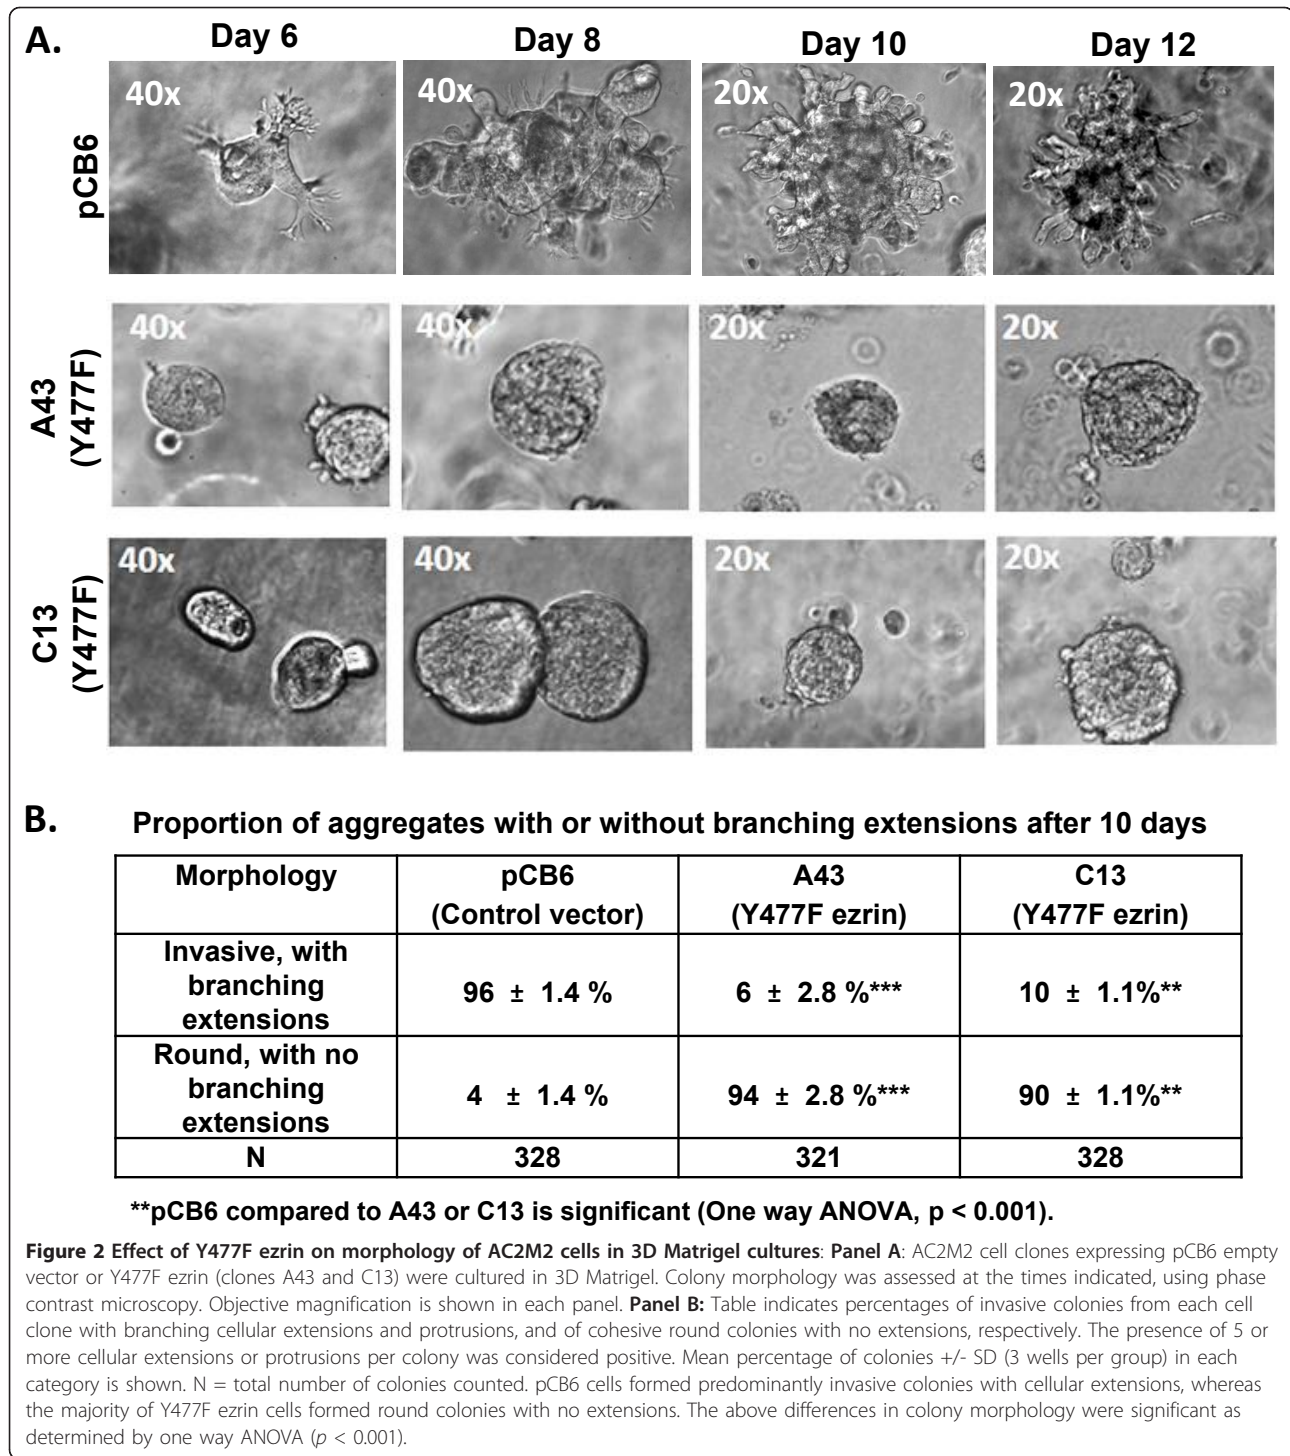 A.
Day 6
Day 8
Day 10
Day 12
pCB6
40x
40x
20x
20x
A43
(Y477F)
40x
40x
20x
20x
C13
(Y477F)
40x
40x
20x
20x
B.
Proportion of aggregates with or without branching extensions after 10 days
Morphology
pCB6
(Control vector)
A43
(Y477F ezrin)
C13
(Y477F ezrin)
Invasive, with
branching
extensions
96 ± 1.4 %
6 ± 2.8 %***
10 ± 1.1%**
Round, with no
branching
extensions
4 ± 1.4 %
94 ± 2.8 %***
90 ± 1.1%**
N
328
321
328
**pCB6 compared to A43 or C13 is significant (One way ANOVA, p < 0.001).
Figure 2 Effect of Y477F ezrin on morphology of AC2M2 cells in 3D Matrigel cultures: Panel A: AC2M2 cell clones expressing pCB6 empty
vector or Y477F ezrin (clones A43 and C13) were cultured in 3D Matrigel. Colony morphology was assessed at the times indicated, using phase
contrast microscopy. Objective magnification is shown in each panel. Panel B: Table indicates percentages of invasive colonies from each cell
clone with branching cellular extensions and protrusions, and of cohesive round colonies with no extensions, respectively. The presence of 5 or
more cellular extensions or protrusions per colony was considered positive. Mean percentage of colonies +/- SD (3 wells per group) in each
category is shown. N = total number of colonies counted. pCB6 cells formed predominantly invasive colonies with cellular extensions, whereas
the majority of Y477F ezrin cells formed round colonies with no extensions. The above differences in colony morphology were significant as
determined by one way ANOVA (p < 0.001).